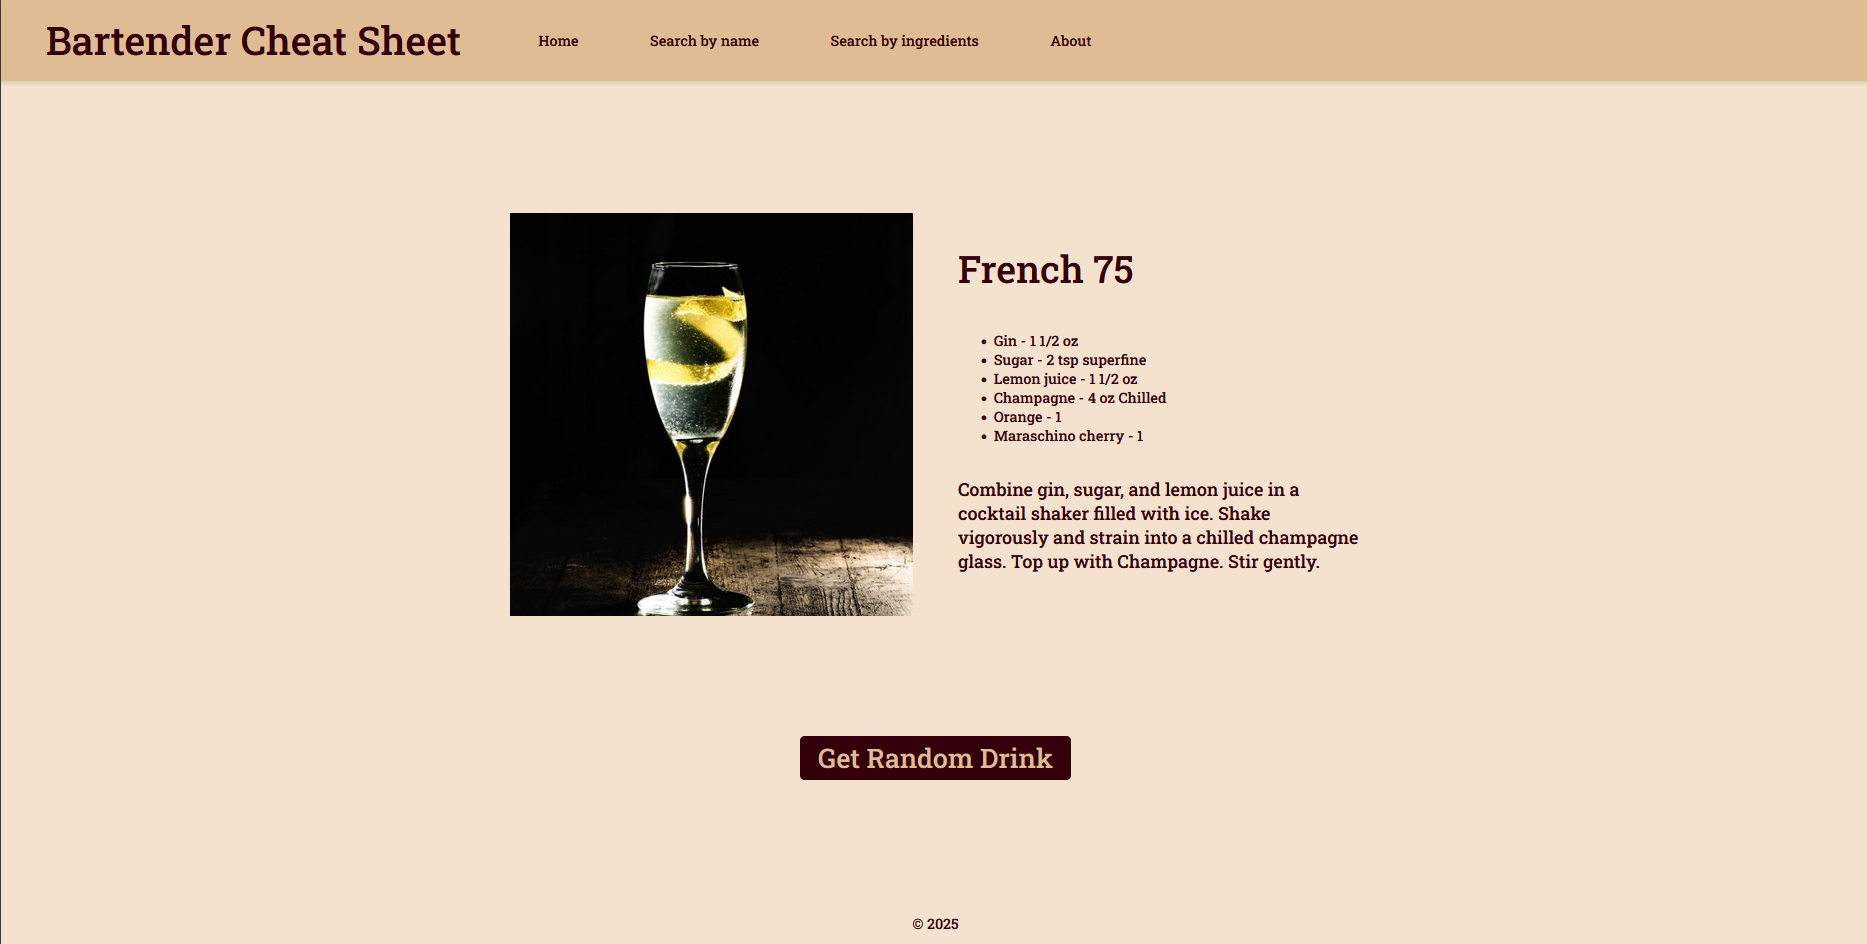 Bartender Cheat Sheet
Home
Search by name
Search by ingredients
About
French 75
• Gin - 1 1/2 oz
• Sugar - 2 tsp superfine
• Lemon juice - 1 1/2 oz
• Champagne - 4 oz Chilled
• Orange - 1
• Maraschino cherry - 1
Combine gin, sugar, and lemon juice in a
cocktail shaker filled with ice. Shake
vigorously and strain into a chilled champagne
glass. Top up with Champagne. Stir gently.
Get Random Drink
© 2025